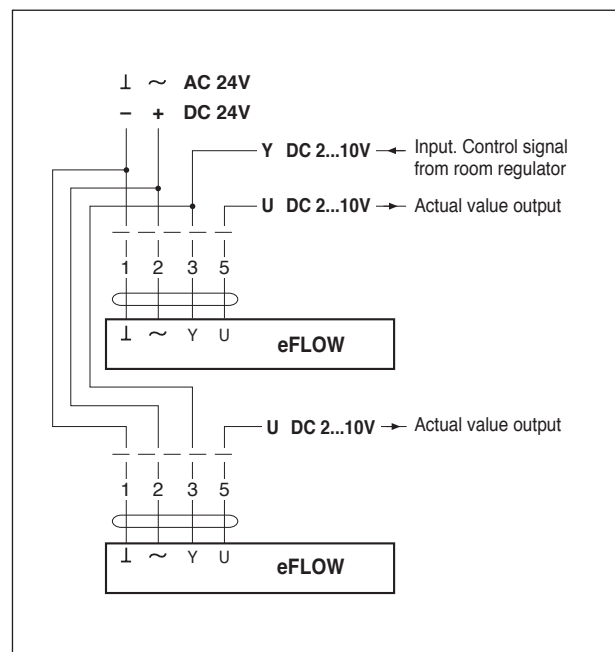 ⊥ ~ AC 24V
− + DC 24V
Y DC 2...10V Input. Control signal
from room regulator
U DC 2...10V Actual value output
1 2 3 5
⊥ ~ Y U
eFLOW
U DC 2...10V Actual value output
1 2 3 5
⊥ ~ Y U
eFLOW